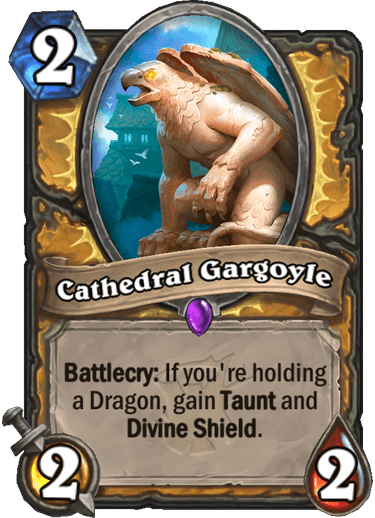 2
Cathedral Gargoyle
Battlecry: If you're holding
a Dragon, gain Taunt and
Divine Shield.
2
2